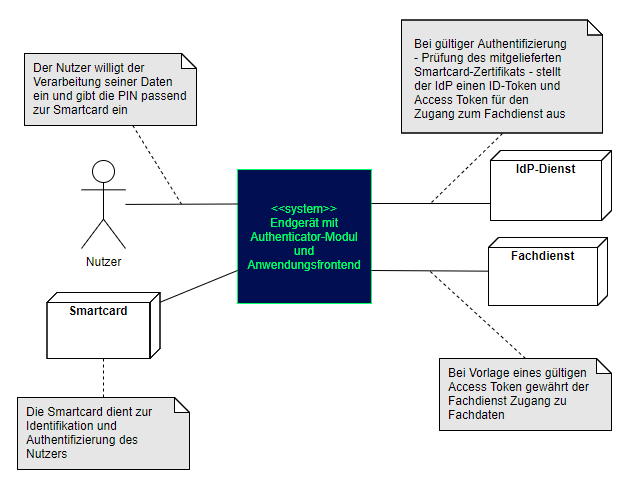 Der Nutzer willigt der
Verarbeitung seiner Daten
ein und gibt die PIN passend
zur Smartcard ein
Bei gültiger Authentifizierung
- Prüfung des mitgelieferten
Smartcard-Zertifikats - stellt
der IdP einen ID-Token und
Access Token für den
Zugang zum Fachdienst aus
IdP-Dienst
<<system>>
Endgerät mit
Authenticator-Modul
und
Anwendungsfrontend
Nutzer
Fachdienst
Smartcard
Bei Vorlage eines gültigen
Access Token gewährt der
Fachdienst Zugang zu
Fachdaten
Die Smartcard dient zur
Identifikation und
Authentifizierung des
Nutzers